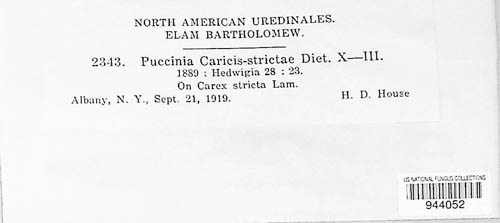 NORTH AMERICAN UREDINALES.
ELAM BARTHOLOMEW.
2343. Puccinia Caricis-strictae Diet. X—III.
1889 : Hedwigia 28 : 23.
On Carex stricta Lam.
Albany, N. Y., Sept. 21, 1919. H. D. House
US NATIONAL FUNGUS COLLECTIONS
944052